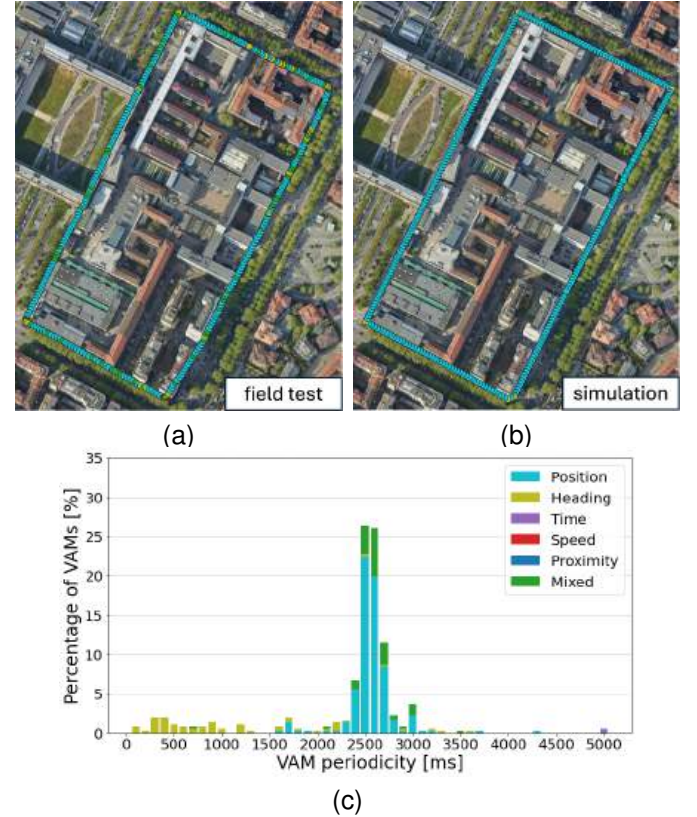 field test
simulation
(a)
(b)
Percentage of VAMs [%]
35
30
25
20
15
10
5
0
Position
Heading
Time
Speed
Proximity
Mixed
0 500 1000 1500 2000 2500 3000 3500 4000 4500 5000
VAM periodicity [ms]
(c)